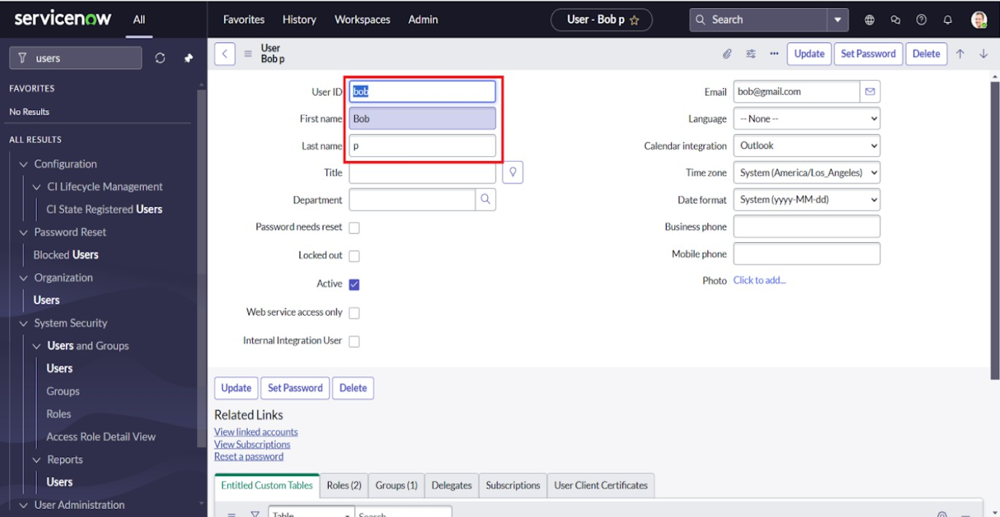 servicenow All Favorites History Workspaces Admin User - Bob p Search
users
FAVORITES
No Results
ALL RESULTS
Configuration
CI Lifecycle Management
CI State Registered Users
Password Reset
Blocked Users
Organization
Users
System Security
Users and Groups
Users
Groups
Roles
Access Role Detail View
Reports
Users
User Administration
User
Bob p
Update Set Password Delete
User ID bob
First name Bob
Last name p
Title
Department
Password needs reset
Locked out
Active
Web service access only
Internal Integration User
Email bob@gmail.com
Language -- None --
Calendar integration Outlook
Time zone System (America/Los_Angeles)
Date format System (yyyy-MM-dd)
Business phone
Mobile phone
Photo Click to add...
Update Set Password Delete
Related Links
View linked accounts
View Subscriptions
Reset a password
Entitled Custom Tables Roles (2) Groups (1) Delegates Subscriptions User Client Certificates
Table Search